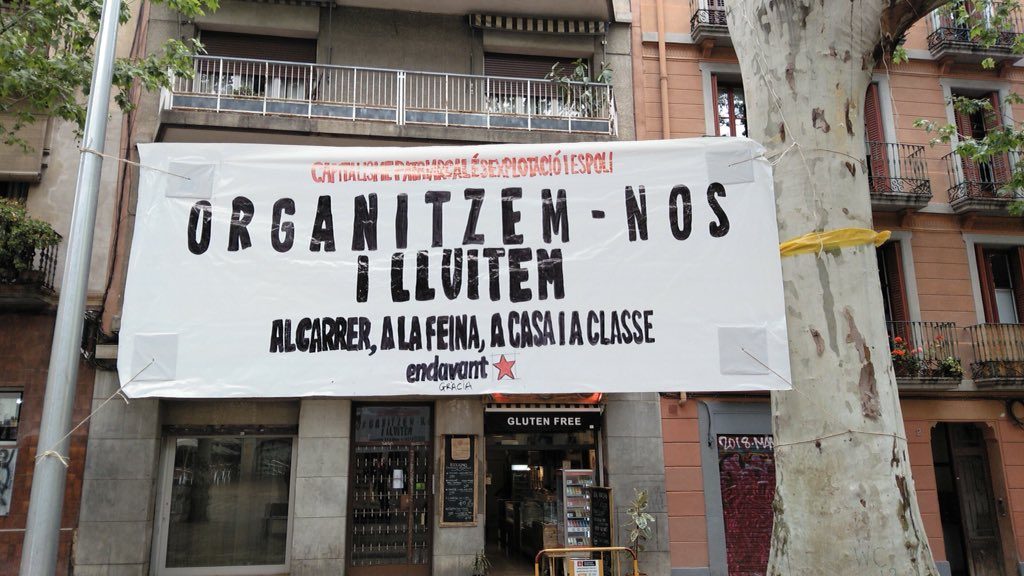 CAPITALISME PATRIARCAL ÉS EXPLOTACIÓ I ESPOLI
ORGANITZEM-NOS
I LLUITEM
AL CARRER, A LA FEINA, A CASA I A CLASSE
endavant
GRÀCIA
GLUTEN FREE